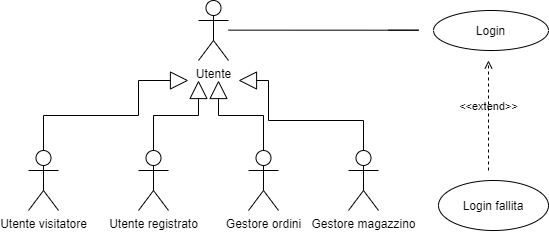 Login
Utente
<<extend>>
Utente visitatore
Utente registrato
Gestore ordini
Gestore magazzino
Login fallita